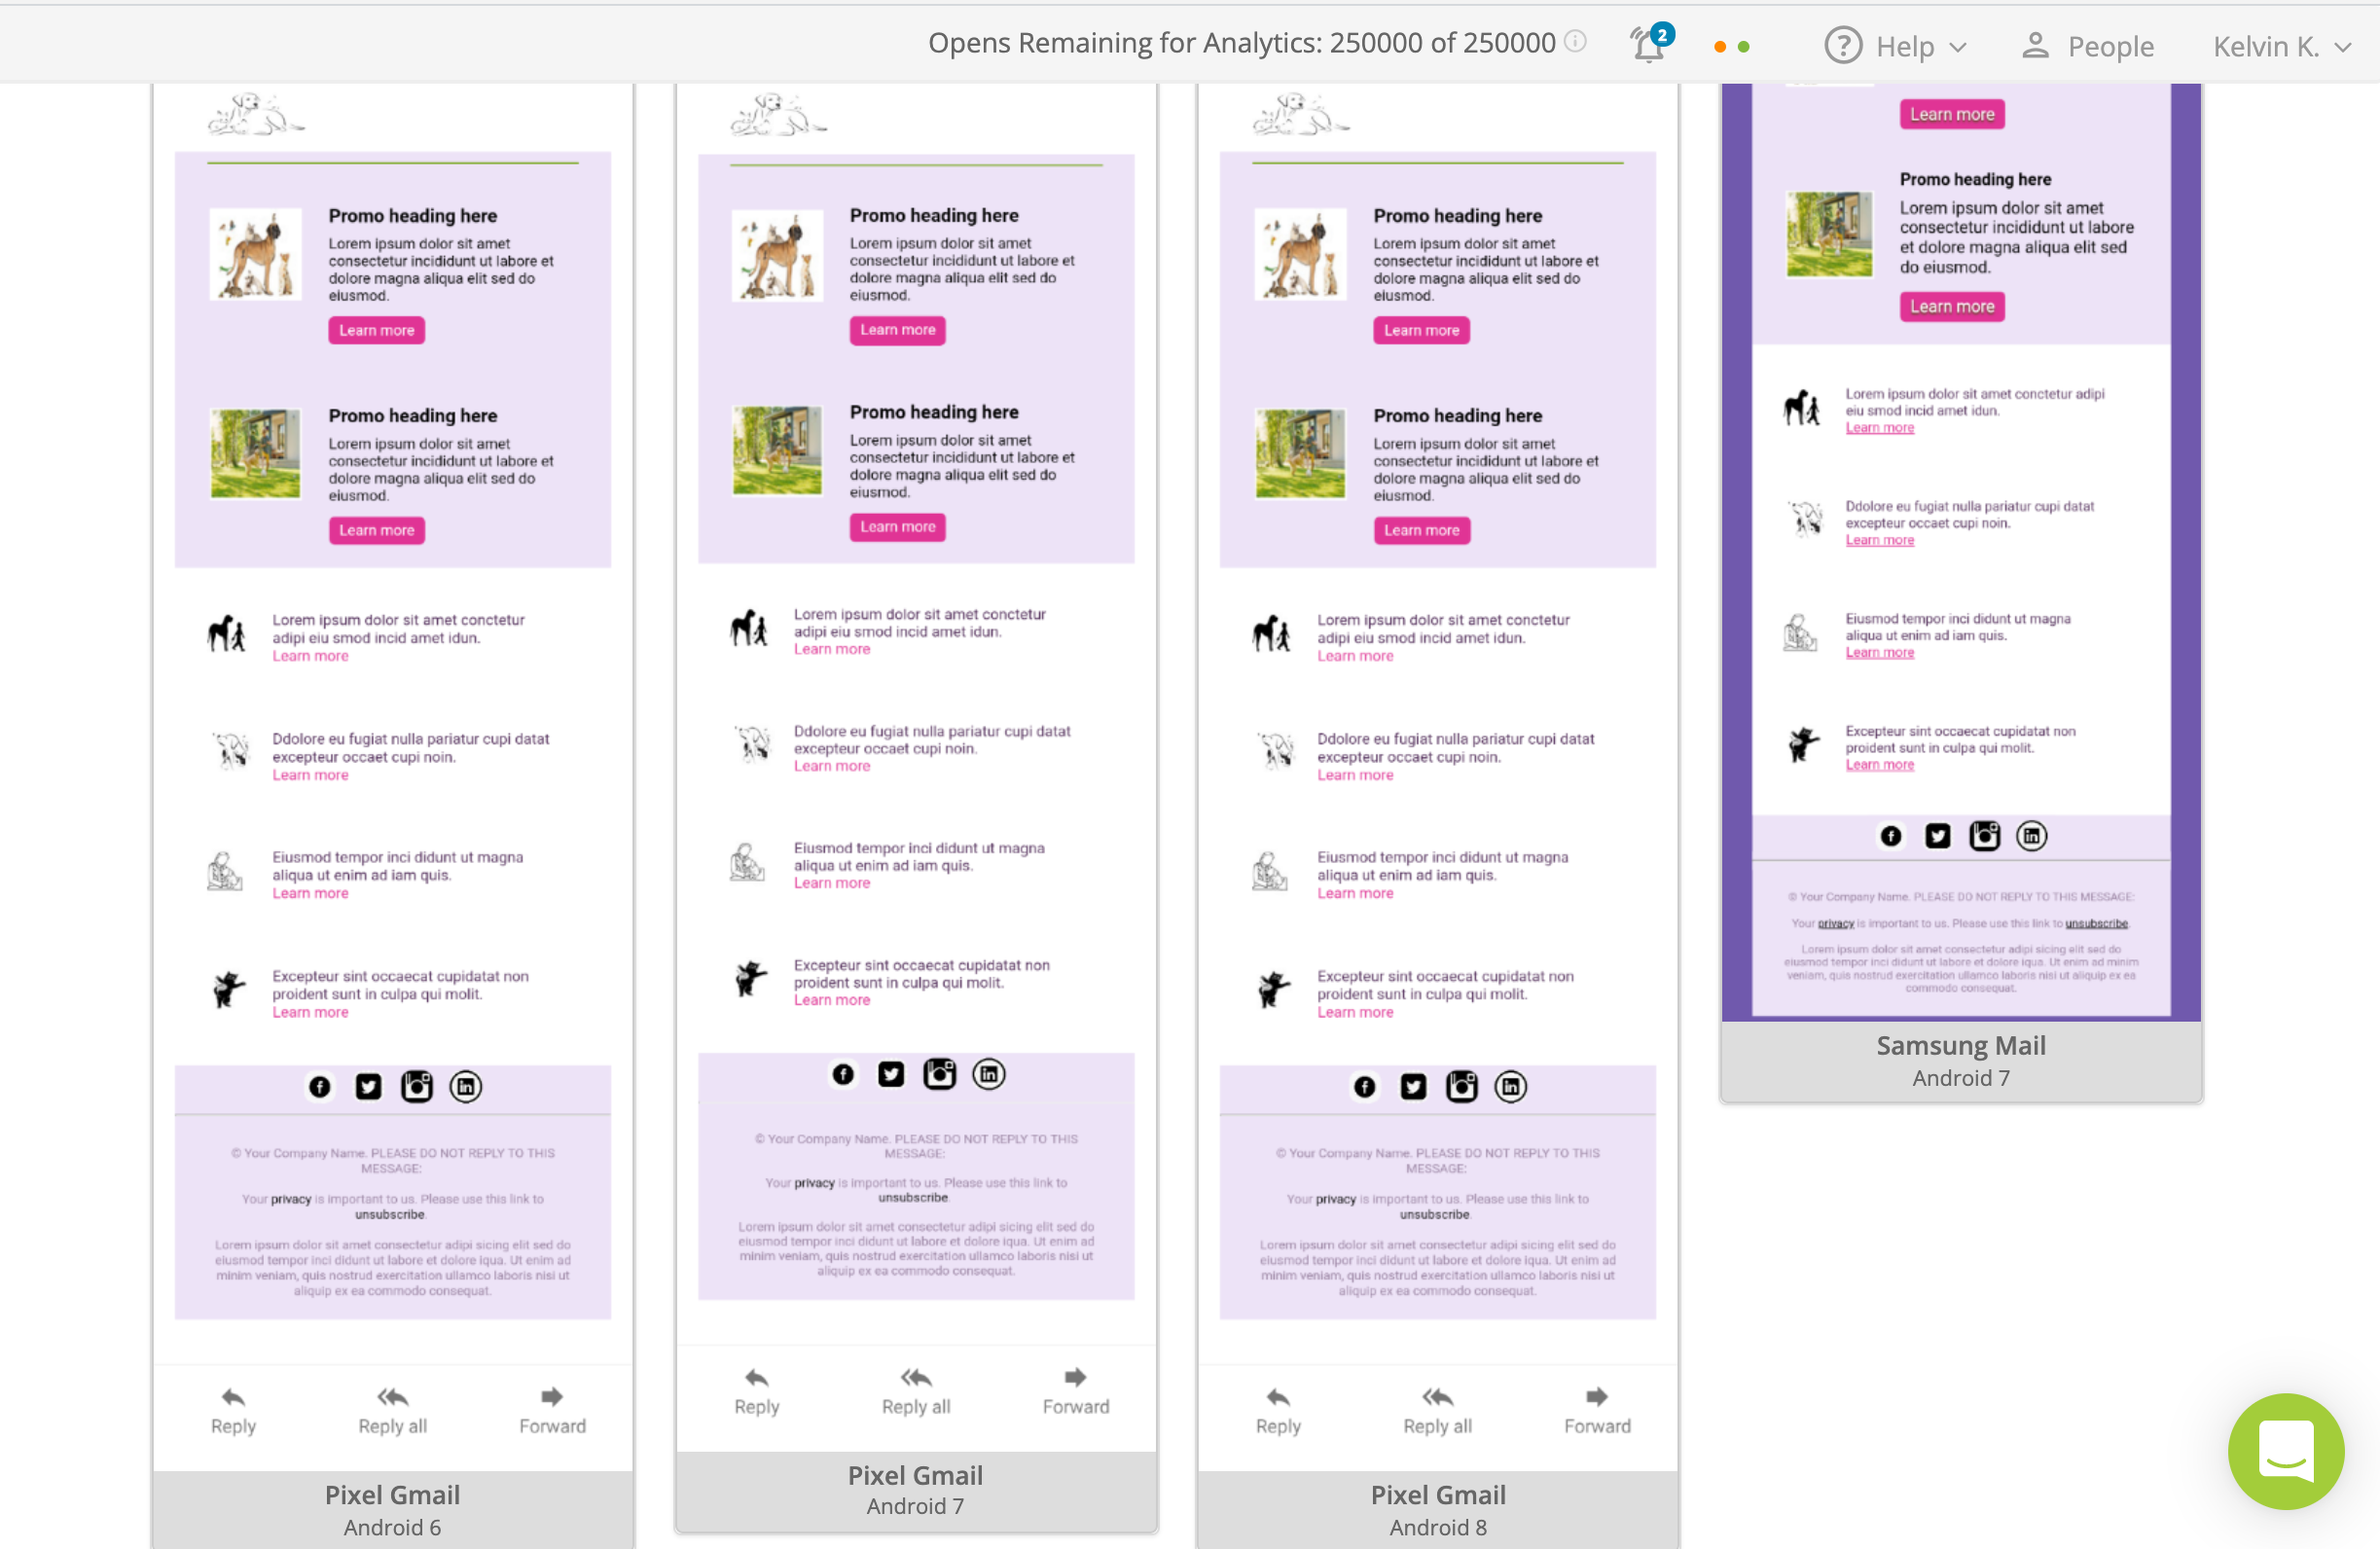 Opens Remaining for Analytics: 250000 of 250000
2
Help
People
Kelvin K.
Promo heading here
Lorem ipsum dolor sit amet
consectetur incididunt ut labore et
dolore magna aliqua elit sed do
eiusmod.
Learn more
Promo heading here
Lorem ipsum dolor sit amet
consectetur incididunt ut labore et
dolore magna aliqua elit sed do
eiusmod.
Learn more
Lorem ipsum dolor sit amet conctetur
adipi eiu smod incid amet idun.
Learn more
Ddolore eu fugiat nulla pariatur cupi datat
excepteur occaet cupi noin.
Learn more
Eiusmod tempor inci didunt ut magna
aliqua ut enim ad iam quis.
Learn more
Excepteur sint occaecat cupidatat non
proident sunt in culpa qui molit.
Learn more
© Your Company Name. PLEASE DO NOT REPLY TO THIS
MESSAGE:
Your privacy is important to us. Please use this link to
unsubscribe.
Lorem ipsum dolor sit amet consectetur adipi sicing elit sed do
eiusmod tempor inci didunt ut labore et dolore iqua. Ut enim ad
minim veniam, quis nostrud exercitation ullamco laboris nisi ut
aliquip ex ea commodo consequat.
Reply
Reply all
Forward
Pixel Gmail
Android 6
Promo heading here
Lorem ipsum dolor sit amet
consectetur incididunt ut labore et
dolore magna aliqua elit sed do
eiusmod.
Learn more
Promo heading here
Lorem ipsum dolor sit amet
consectetur incididunt ut labore et
dolore magna aliqua elit sed do
eiusmod.
Learn more
Lorem ipsum dolor sit amet conctetur
adipi eiu smod incid amet idun.
Learn more
Ddolore eu fugiat nulla pariatur cupi datat
excepteur occaet cupi noin.
Learn more
Eiusmod tempor inci didunt ut magna
aliqua ut enim ad iam quis.
Learn more
Excepteur sint occaecat cupidatat non
proident sunt in culpa qui molit.
Learn more
© Your Company Name. PLEASE DO NOT REPLY TO THIS
MESSAGE:
Your privacy is important to us. Please use this link to
unsubscribe.
Lorem ipsum dolor sit amet consectetur adipi sicing elit sed do
eiusmod tempor inci didunt ut labore et dolore iqua. Ut enim ad
minim veniam, quis nostrud exercitation ullamco laboris nisi ut
aliquip ex ea commodo consequat.
Reply
Reply all
Forward
Pixel Gmail
Android 7
Promo heading here
Lorem ipsum dolor sit amet
consectetur incididunt ut labore et
dolore magna aliqua elit sed do
eiusmod.
Learn more
Promo heading here
Lorem ipsum dolor sit amet
consectetur incididunt ut labore et
dolore magna aliqua elit sed do
eiusmod.
Learn more
Lorem ipsum dolor sit amet conctetur
adipi eiu smod incid amet idun.
Learn more
Ddolore eu fugiat nulla pariatur cupi datat
excepteur occaet cupi noin.
Learn more
Eiusmod tempor inci didunt ut magna
aliqua ut enim ad iam quis.
Learn more
Excepteur sint occaecat cupidatat non
proident sunt in culpa qui molit.
Learn more
© Your Company Name. PLEASE DO NOT REPLY TO THIS
MESSAGE:
Your privacy is important to us. Please use this link to
unsubscribe.
Lorem ipsum dolor sit amet consectetur adipi sicing elit sed do
eiusmod tempor inci didunt ut labore et dolore iqua. Ut enim ad
minim veniam, quis nostrud exercitation ullamco laboris nisi ut
aliquip ex ea commodo consequat.
Reply
Reply all
Forward
Pixel Gmail
Android 8
Learn more
Promo heading here
Lorem ipsum dolor sit amet
consectetur incididunt ut labore
et dolore magna aliqua elit sed
do eiusmod.
Learn more
Lorem ipsum dolor sit amet conctetur adipi
eiu smod incid amet idun.
Learn more
Ddolore eu fugiat nulla pariatur cupi datat
excepteur occaet cupi noin.
Learn more
Eiusmod tempor inci didunt ut magna
aliqua ut enim ad iam quis.
Learn more
Excepteur sint occaecat cupidatat non
proident sunt in culpa qui molit.
Learn more
© Your Company Name. PLEASE DO NOT REPLY TO THIS MESSAGE:
Your privacy is important to us. Please use this link to unsubscribe.
Lorem ipsum dolor sit amet consectetur adipi sicing elit sed do
eiusmod tempor inci didunt ut labore et dolore iqua. Ut enim ad minim
veniam, quis nostrud exercitation ullamco laboris nisi ut aliquip ex ea
commodo consequat.
Samsung Mail
Android 7